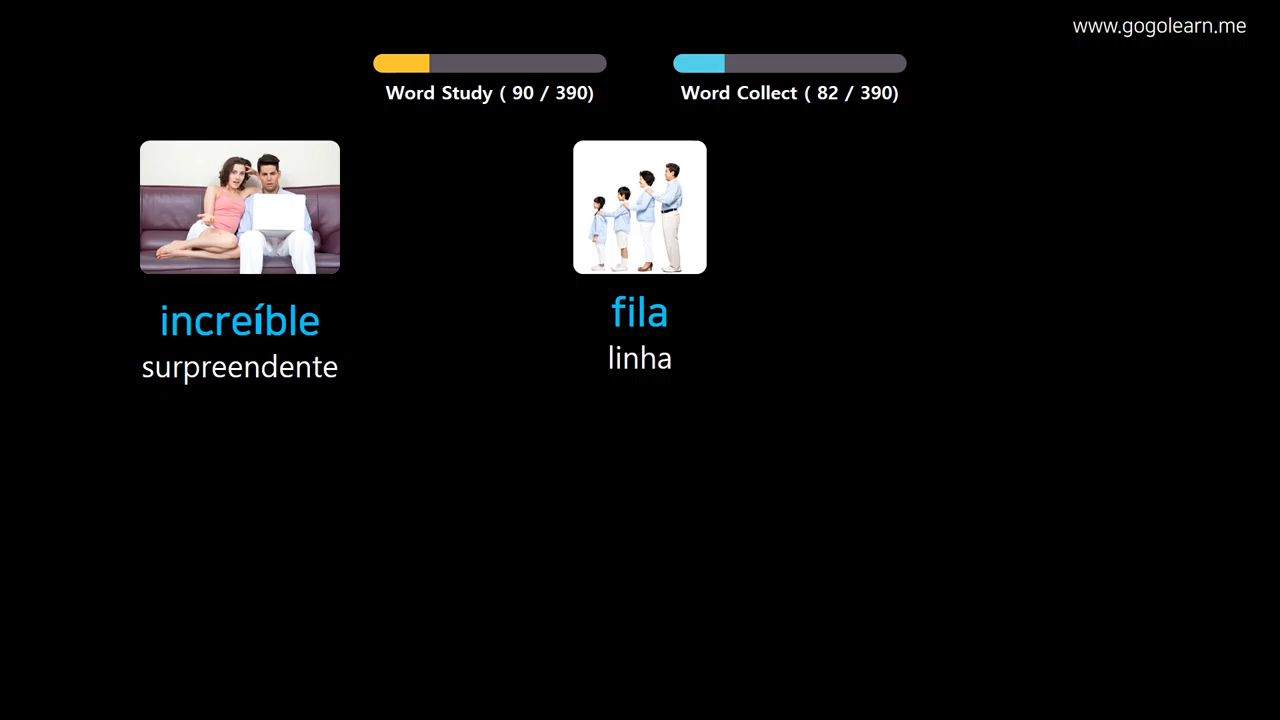 www.gogolearn.me
Word Study ( 90 / 390)
Word Collect ( 82 / 390)
increíble
surpreendente
fila
linha